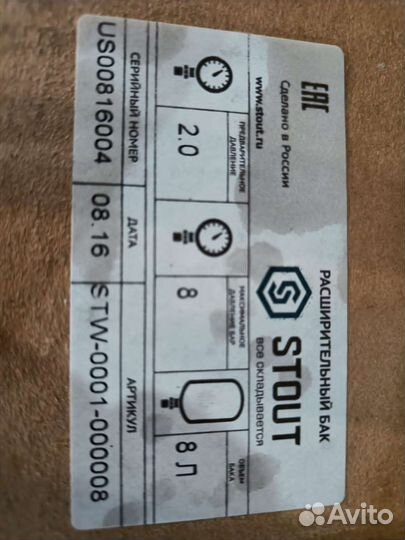 РАСШИРИТЕЛЬНЫЙ БАК
EAC
Сделано в России
www.stout.ru
STOUT
все складывается
ПРЕДВАРИТЕЛЬНОЕ
ДАВЛЕНИЕ
2.0
МАКСИМАЛЬНОЕ
ДАВЛЕНИЕ БАР
8
ОБЪЕМ
БАКА
8 Л
СЕРИЙНЫЙ НОМЕР
US00816004
ДАТА
08.16
АРТИКУЛ
STW-0001-000008
Avito